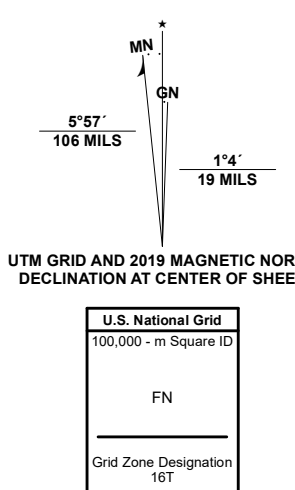 ★
MN
GN
5°57´
106 MILS
1°4´
19 MILS
UTM GRID AND 2019 MAGNETIC NOR
DECLINATION AT CENTER OF SHEE
U.S. National Grid
100,000 - m Square ID
FN
Grid Zone Designation
16T